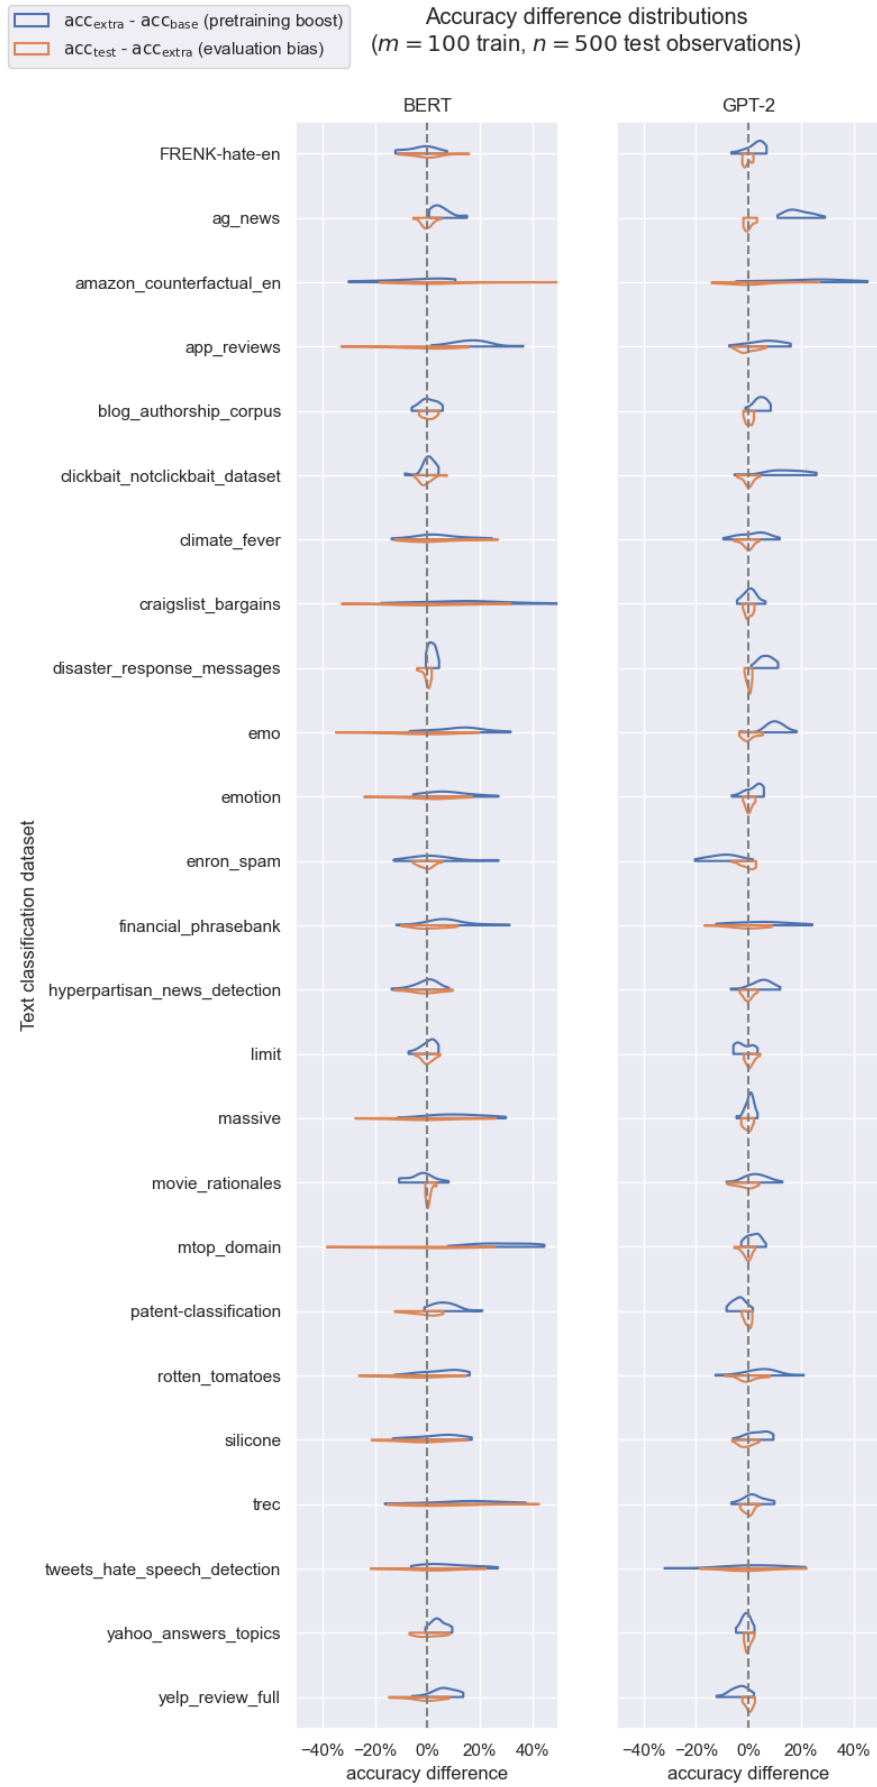 acc_extra - acc_base (pretraining boost)
acc_test - acc_extra (evaluation bias)
Accuracy difference distributions
(m = 100 train, n = 500 test observations)
BERT
GPT-2
Text classification dataset
FRENK-hate-en
ag_news
amazon_counterfactual_en
app_reviews
blog_authorship_corpus
clickbait_notclickbait_dataset
climate_fever
craigslist_bargains
disaster_response_messages
emo
emotion
enron_spam
financial_phrasebank
hyperpartisan_news_detection
limit
massive
movie_rationales
mtop_domain
patent-classification
rotten_tomatoes
silicone
trec
tweets_hate_speech_detection
yahoo_answers_topics
yelp_review_full
−40% −20% 0% 20% 40%
accuracy difference
−40% −20% 0% 20% 40%
accuracy difference